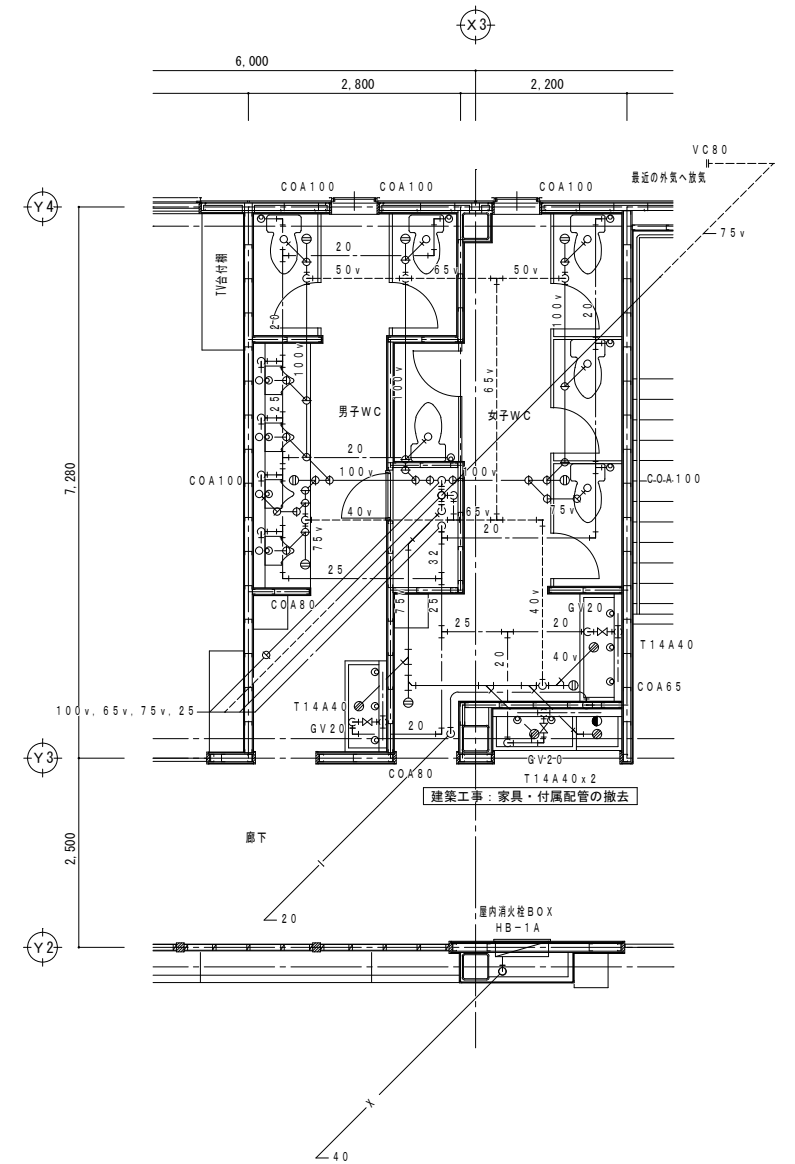 X3
6,000
2,800
2,200
VC80
最近の外気へ放気
COA100
COA100
COA100
Y4
75v
20
50v
65v
50v
TV台付棚
20
100v
100v
20
100v
65v
25
男子WC
女子WC
20
7,280
COA100
100v
100v
COA100
40v
65v
75v
75v
20
32
25
COA80
75v
25
40v
GV20
25
20
T14A40
20
40v
COA65
100v, 65v, 75v, 25
T14A40
GV20
20
Y3
GV20
COA80
T14A40x2
建築工事：家具・付属配管の撤去
2,500
廊下
20
屋内消火栓BOX
HB-1A
Y2
X
40